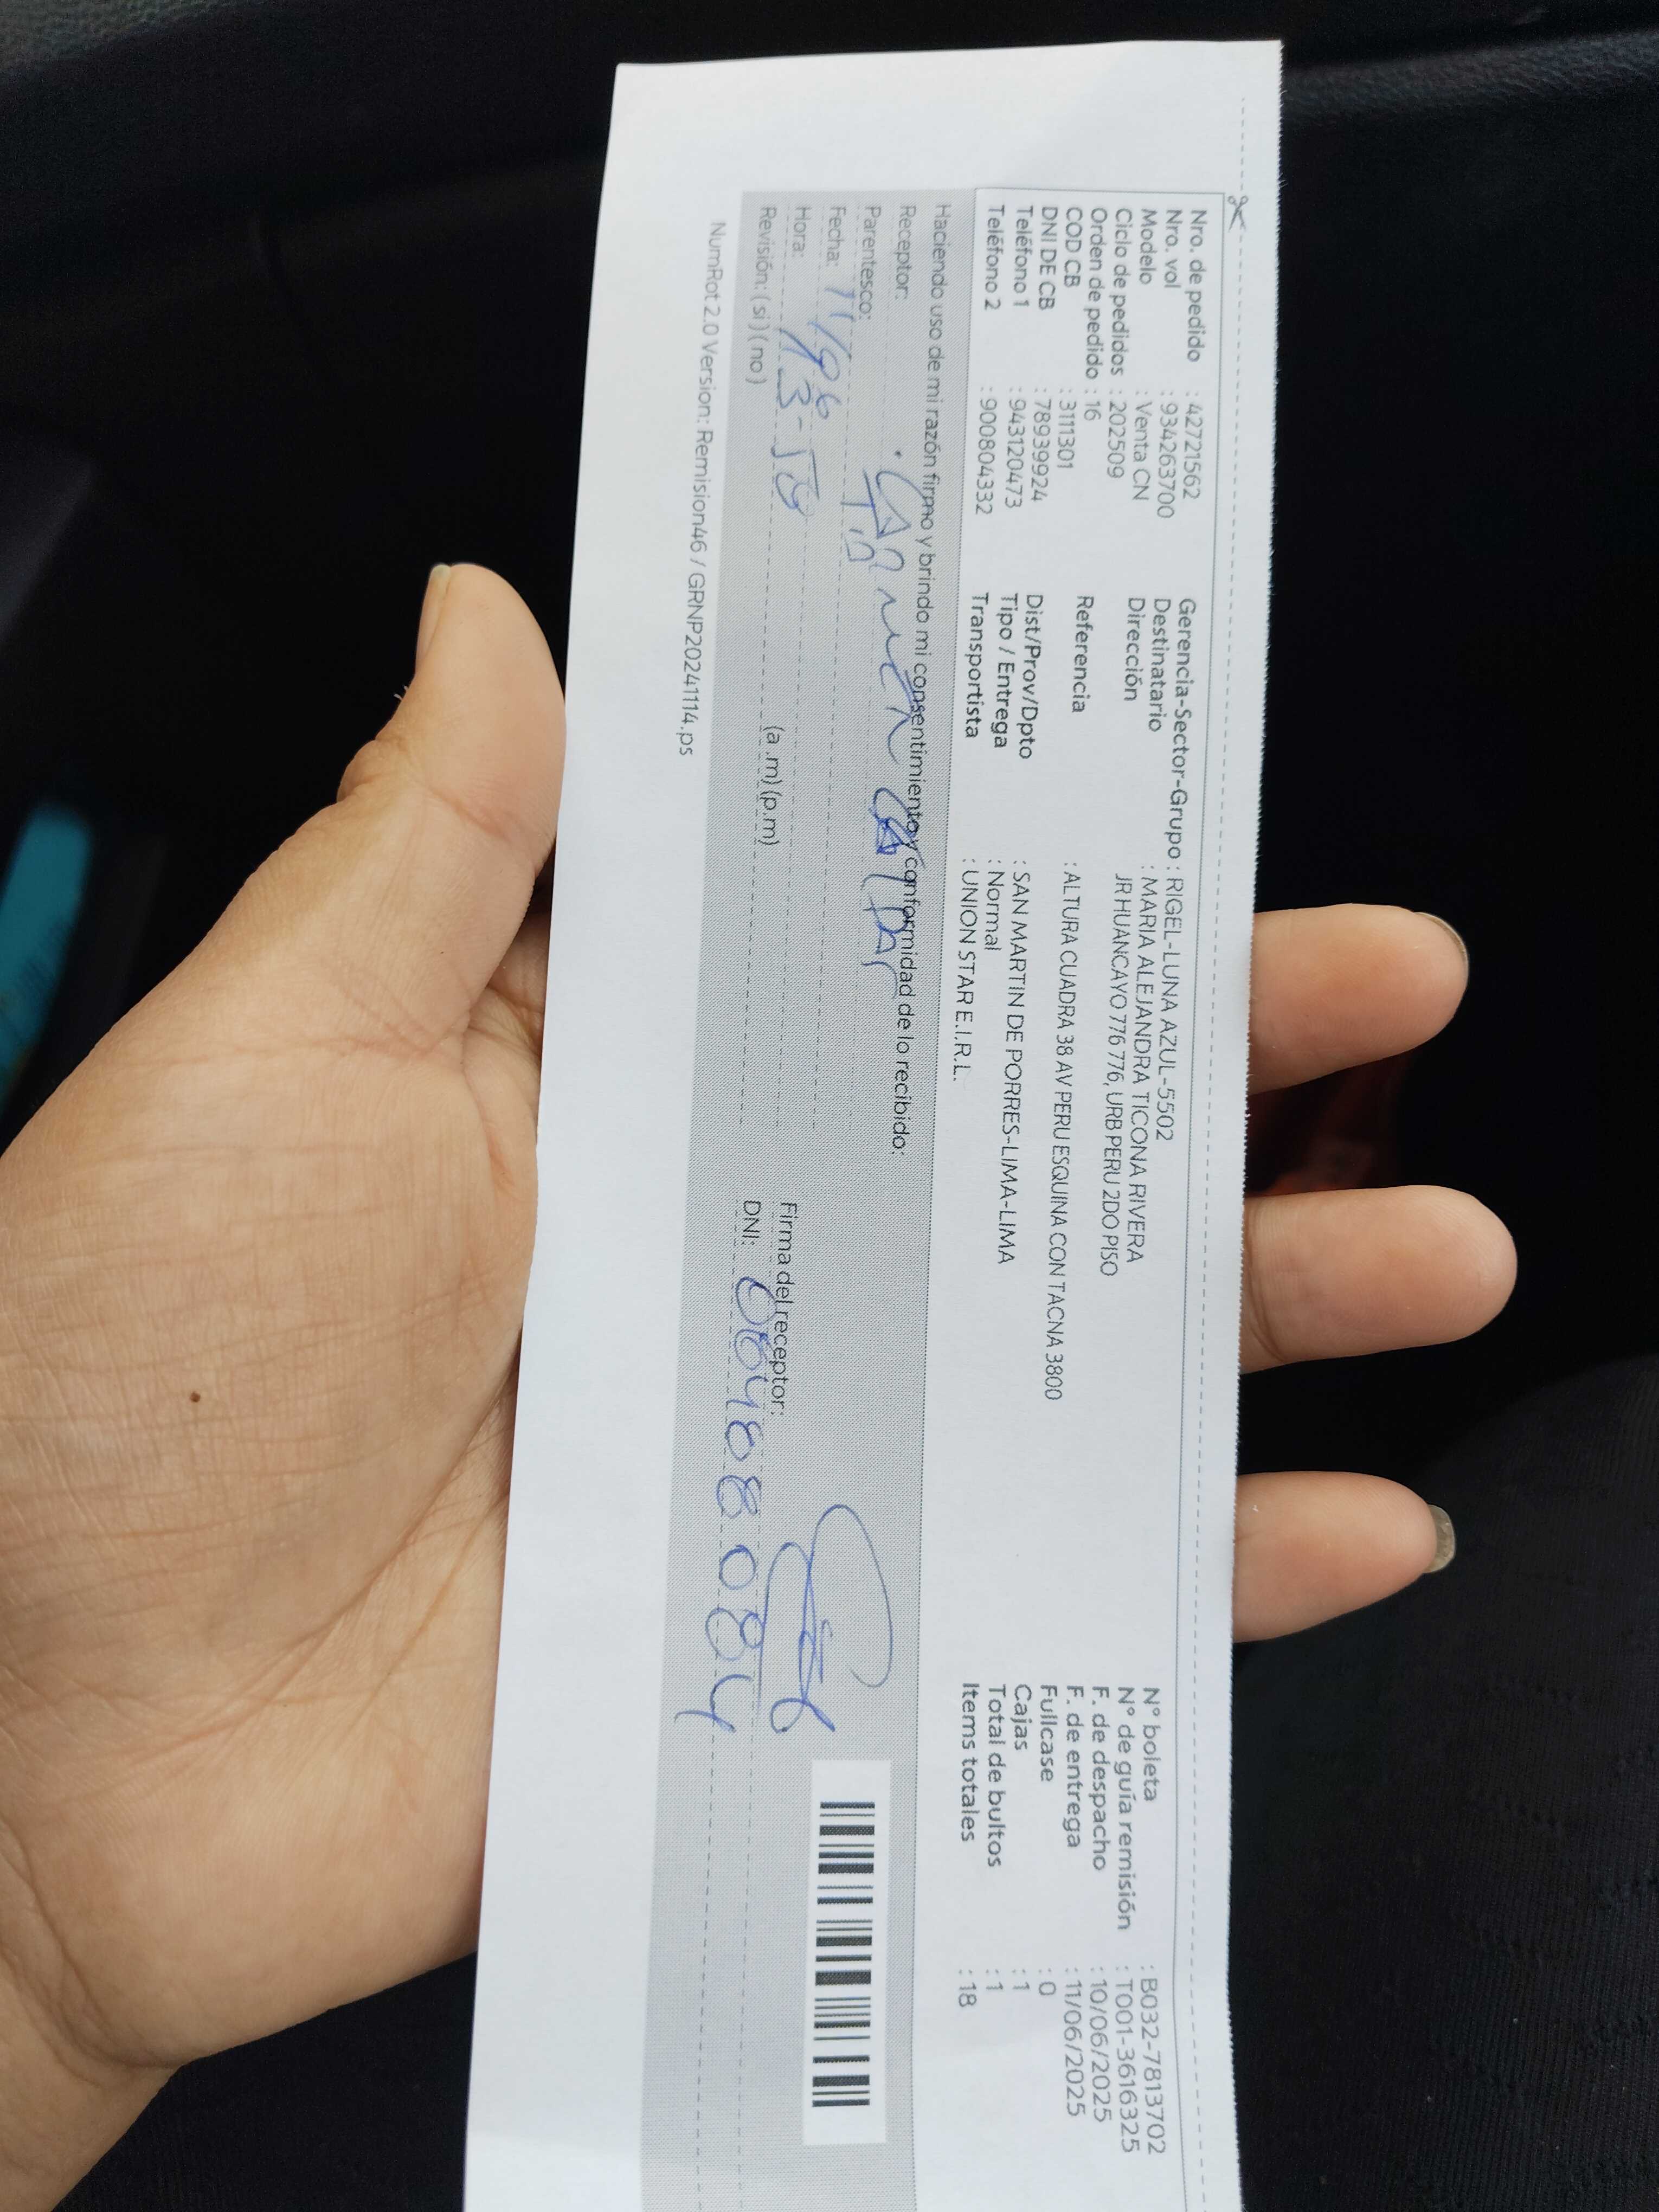 Nro. de pedido : 42721562
Nro. vol : 934263700
Modelo : Venta CN
Ciclo de pedidos : 202509
Orden de pedido : 16
COD CB : 3111301
DNI DE CB : 78939924
Teléfono 1 : 943120473
Teléfono 2 : 900804332
Gerencia-Sector-Grupo : RIGEL-LUNA AZUL-5502
Destinatario : MARIA ALEJANDRA TICONA RIVERA
Dirección JR HUANCAYO 776 776, URB PERU 2DO PISO
Referencia : ALTURA CUADRA 38 AV PERU ESQUINA CON TACNA 3800
Dist/Prov/Dpto : SAN MARTIN DE PORRES-LIMA-LIMA
Tipo / Entrega : Normal
Transportista : UNION STAR E.I.R.L.
N° boleta : B032-7813702
N° de guía remisión : T001-3616325
F. de despacho : 10/06/2025
F. de entrega : 11/06/2025
Fullcase : 0
Cajas : 1
Total de bultos : 1
Items totales : 18
Haciendo uso de mi razón firmo y brindo mi consentimiento y conformidad de lo recibido:
Receptor: Carmen
Parentesco:
Fecha:
Hora: (a .m) (p.m)
Revisión: ( si ) ( no )
Firma del receptor:
DNI:
NumRot 2.0 Version: Remision46 / GRNP20241114.ps